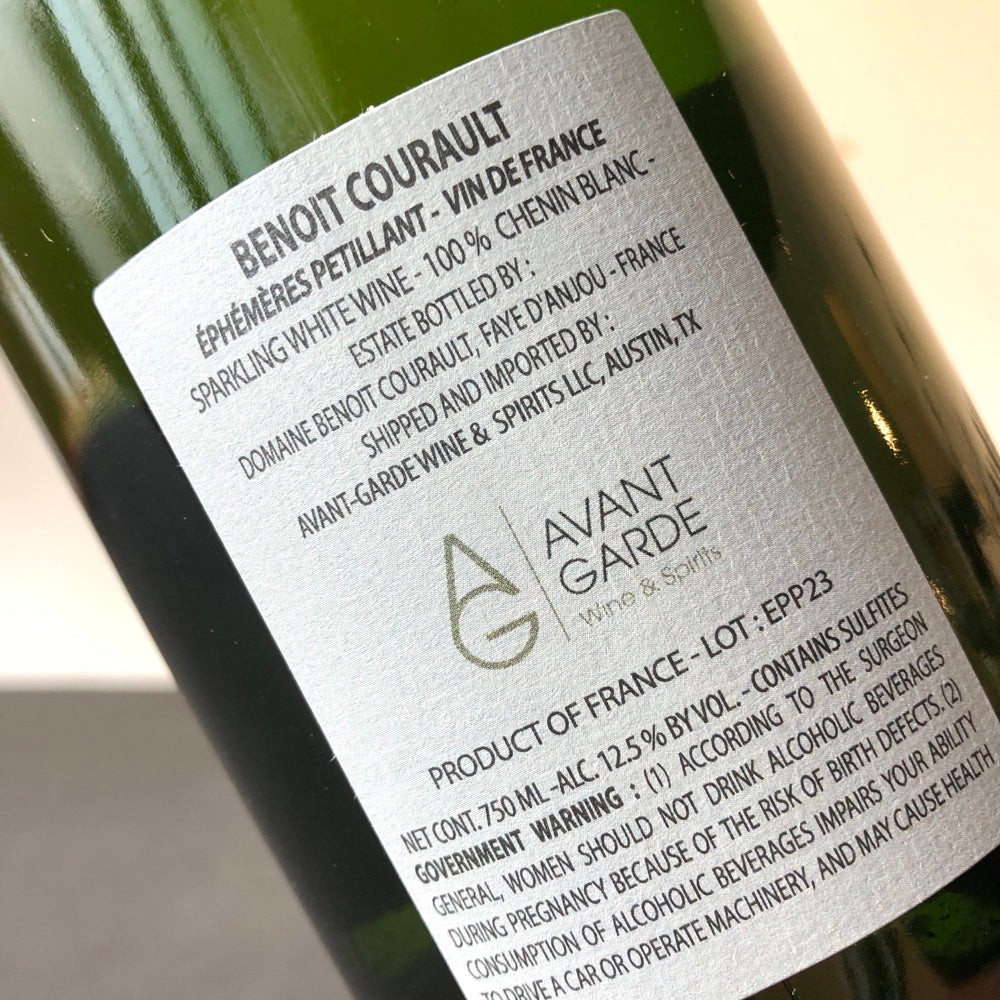 BENOIT COURAULT
ÉPHÉMÈRES PETILLANT - VIN DE FRANCE
SPARKLING WHITE WINE - 100% CHENIN BLANC -
ESTATE BOTTLED BY :
DOMAINE BENOIT COURAULT, FAYE D'ANJOU - FRANCE
SHIPPED AND IMPORTED BY :
AVANT-GARDE WINE & SPIRITS LLC, AUSTIN, TX
AG
AVANT
GARDE
Wine & Spirits
PRODUCT OF FRANCE - LOT : EPP23
NET CONT. 750 ML -ALC. 12.5 % BY VOL. - CONTAINS SULFITES
GOVERNMENT WARNING : (1) ACCORDING TO THE SURGEON
GENERAL, WOMEN SHOULD NOT DRINK ALCOHOLIC BEVERAGES
DURING PREGNANCY BECAUSE OF THE RISK OF BIRTH DEFECTS. (2)
CONSUMPTION OF ALCOHOLIC BEVERAGES IMPAIRS YOUR ABILITY
TO DRIVE A CAR OR OPERATE MACHINERY, AND MAY CAUSE HEALTH